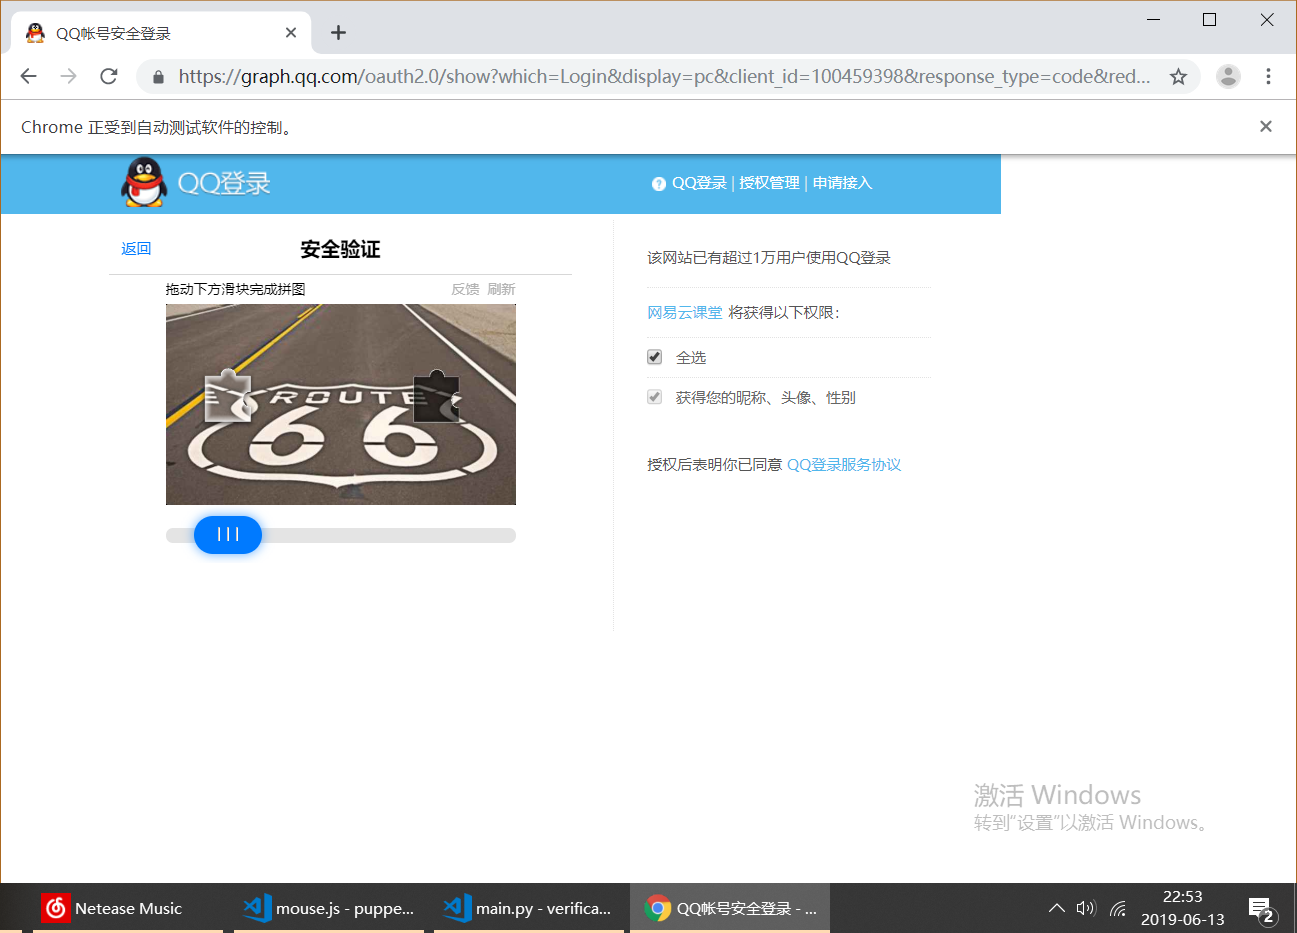 QQ帐号安全登录
https://graph.qq.com/oauth2.0/show?which=Login&display=pc&client_id=100459398&response_type=code&red...
Chrome 正受到自动测试软件的控制。
QQ登录
? QQ登录 | 授权管理 | 申请接入
返回
安全验证
拖动下方滑块完成拼图
反馈 刷新
ROUTE
66
该网站已有超过1万用户使用QQ登录
网易云课堂 将获得以下权限：
全选
获得您的昵称、头像、性别
授权后表明你已同意 QQ登录服务协议
激活 Windows
转到"设置"以激活 Windows。
Netease Music
mouse.js - puppe...
main.py - verifica...
QQ帐号安全登录 - ...
22:53
2019-06-13
2